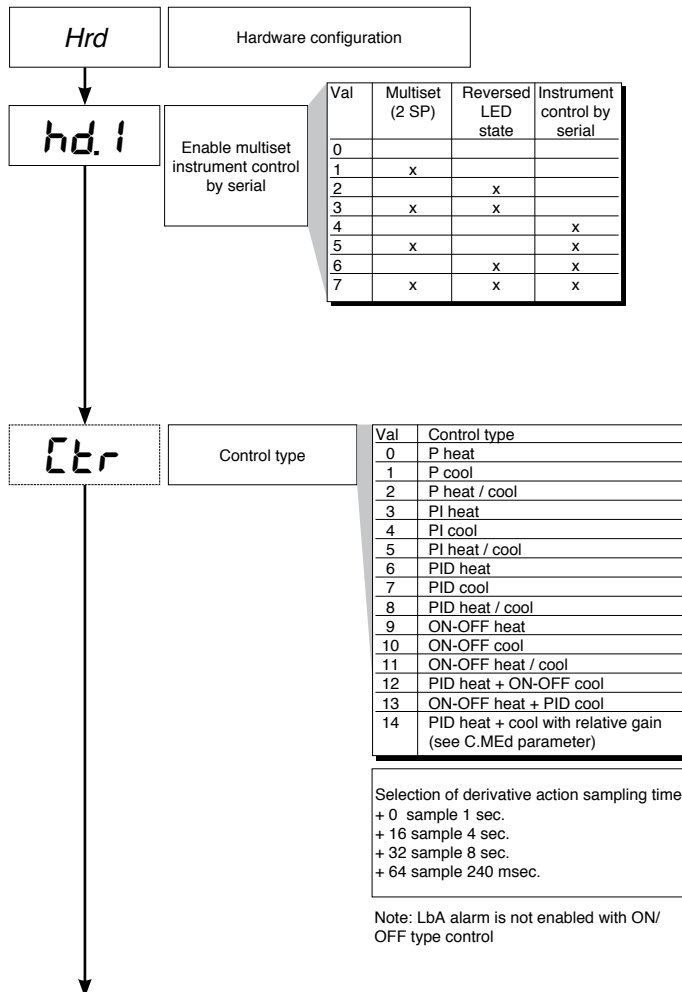 Hrd
Hardware configuration
hd. 1
Enable multiset
instrument control
by serial
Val Multiset (2 SP) Reversed LED state Instrument control by serial
0
1 x
2 x
3 x x
4 x
5 x x
6 x x
7 x x x
Ctr
Control type
Val Control type
0 P heat
1 P cool
2 P heat / cool
3 PI heat
4 PI cool
5 PI heat / cool
6 PID heat
7 PID cool
8 PID heat / cool
9 ON-OFF heat
10 ON-OFF cool
11 ON-OFF heat / cool
12 PID heat + ON-OFF cool
13 ON-OFF heat + PID cool
14 PID heat + cool with relative gain
(see C.MEd parameter)
Selection of derivative action sampling time
+ 0 sample 1 sec.
+ 16 sample 4 sec.
+ 32 sample 8 sec.
+ 64 sample 240 msec.
Note: LbA alarm is not enabled with ON/
OFF type control